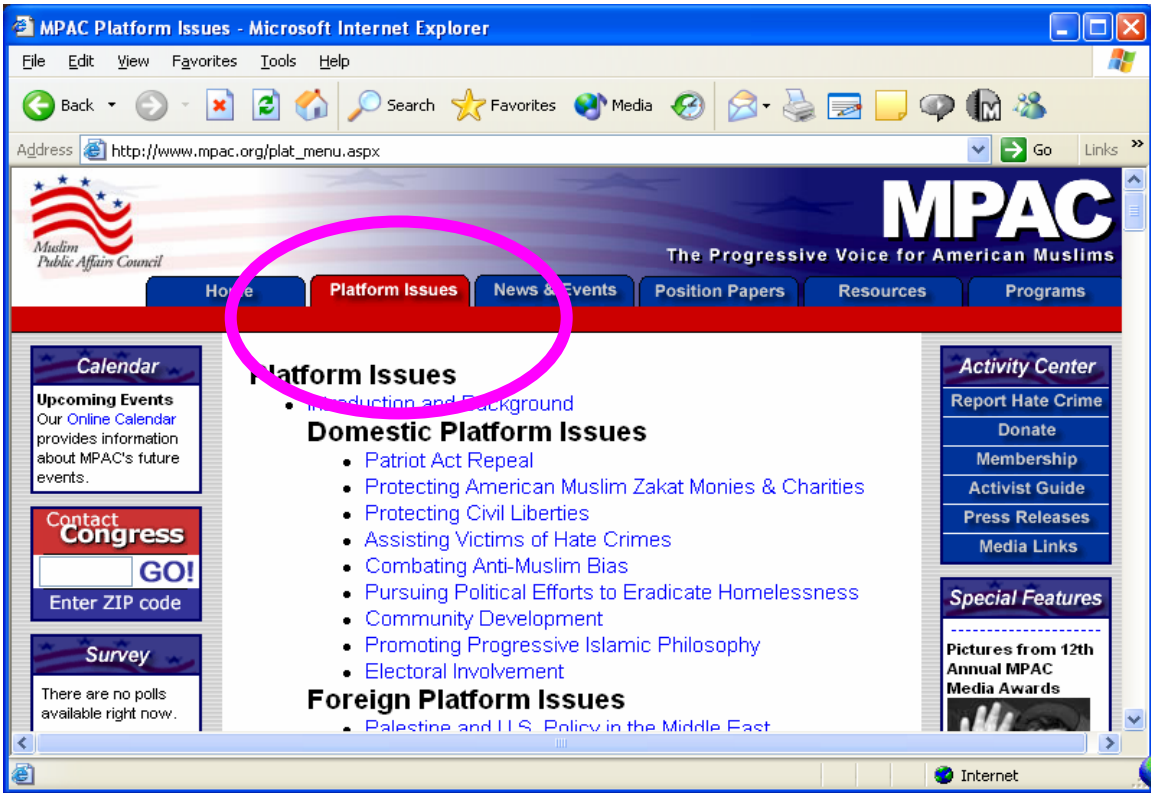 MPAC Platform Issues - Microsoft Internet Explorer
File Edit View Favorites Tools Help
Back Search Favorites Media
Address http://www.mpac.org/plat_menu.aspx Go Links »
Muslim
Public Affairs Council
MPAC
The Progressive Voice for American Muslims
Home Platform Issues News & Events Position Papers Resources Programs
Calendar
Upcoming Events
Our Online Calendar
provides information
about MPAC's future
events.
Contact
Congress
GO!
Enter ZIP code
Survey
There are no polls
available right now.
Platform Issues
• Introduction and Background
Domestic Platform Issues
• Patriot Act Repeal
• Protecting American Muslim Zakat Monies & Charities
• Protecting Civil Liberties
• Assisting Victims of Hate Crimes
• Combating Anti-Muslim Bias
• Pursuing Political Efforts to Eradicate Homelessness
• Community Development
• Promoting Progressive Islamic Philosophy
• Electoral Involvement
Foreign Platform Issues
• Palestine and U.S. Policy in the Middle East
Activity Center
Report Hate Crime
Donate
Membership
Activist Guide
Press Releases
Media Links
Special Features
Pictures from 12th
Annual MPAC
Media Awards
Internet